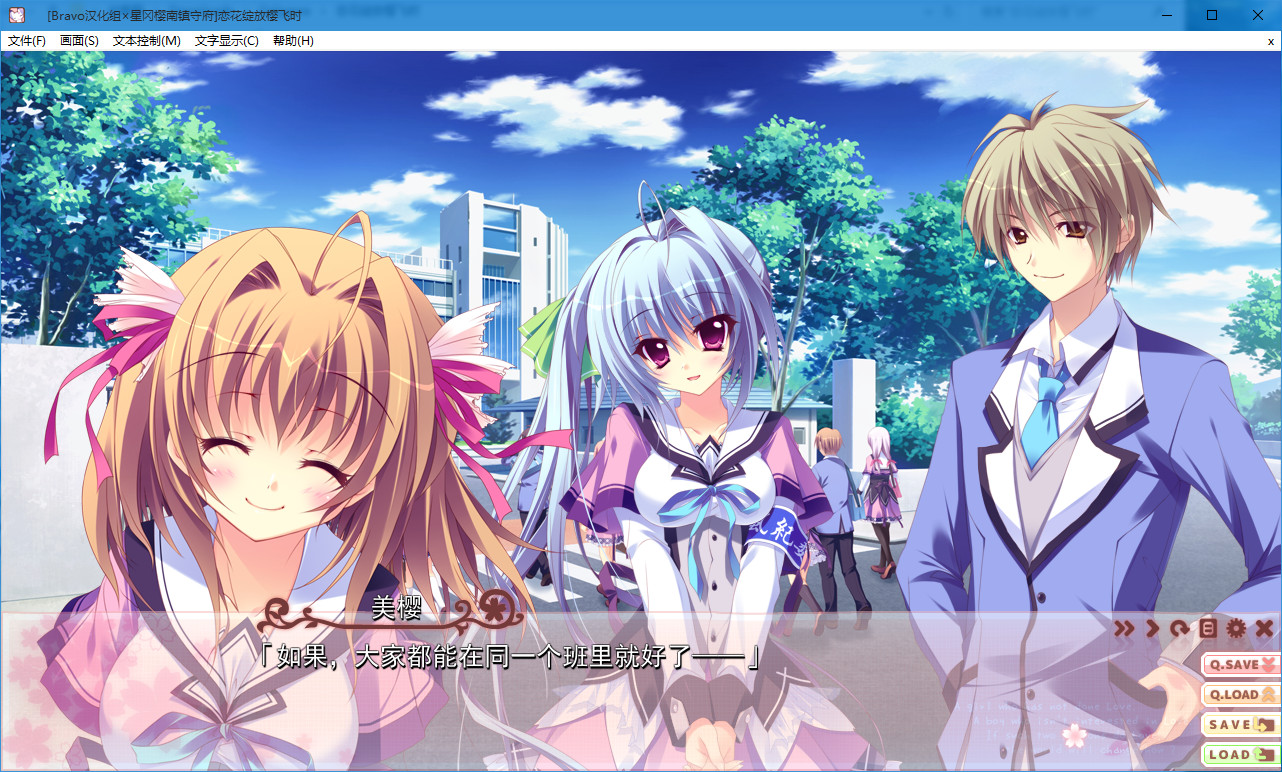 [Bravo汉化组×星冈樱南镇守府]恋花绽放樱飞时
文件(F) 画面(S) 文本控制(M) 文字显示(C) 帮助(H) x
紀
美樱
「如果，大家都能在同一个班里就好了——」
Q.SAVE
Q.LOAD
SAVE
LOAD